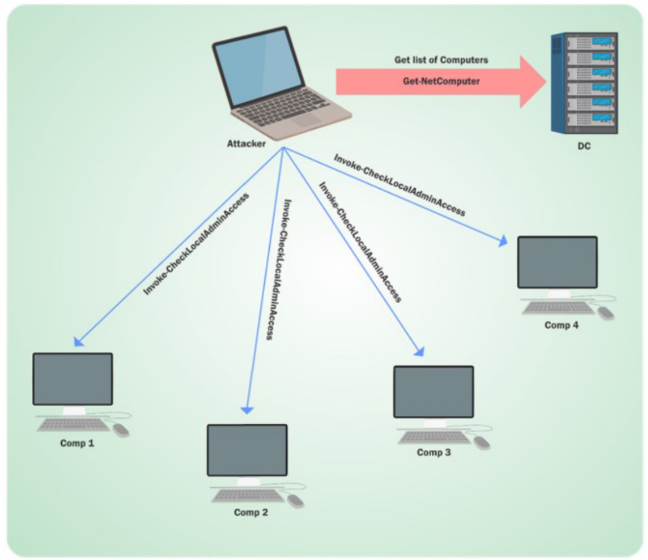 Get list of Computers
Get-NetComputer
Attacker
DC
Invoke-CheckLocalAdminAccess
Invoke-CheckLocalAdminAccess
Invoke-CheckLocalAdminAccess
Invoke-CheckLocalAdminAccess
Comp 4
Comp 1
Comp 3
Comp 2